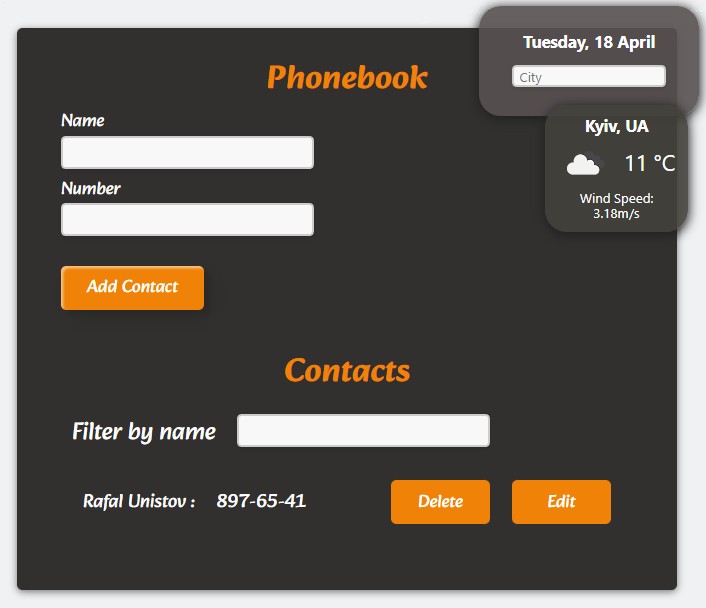 Tuesday, 18 April
City
Phonebook
Kyiv, UA
11 °C
Wind Speed:
3.18m/s
Name
Number
Add Contact
Contacts
Filter by name
Rafal Unistov : 897-65-41 Delete Edit